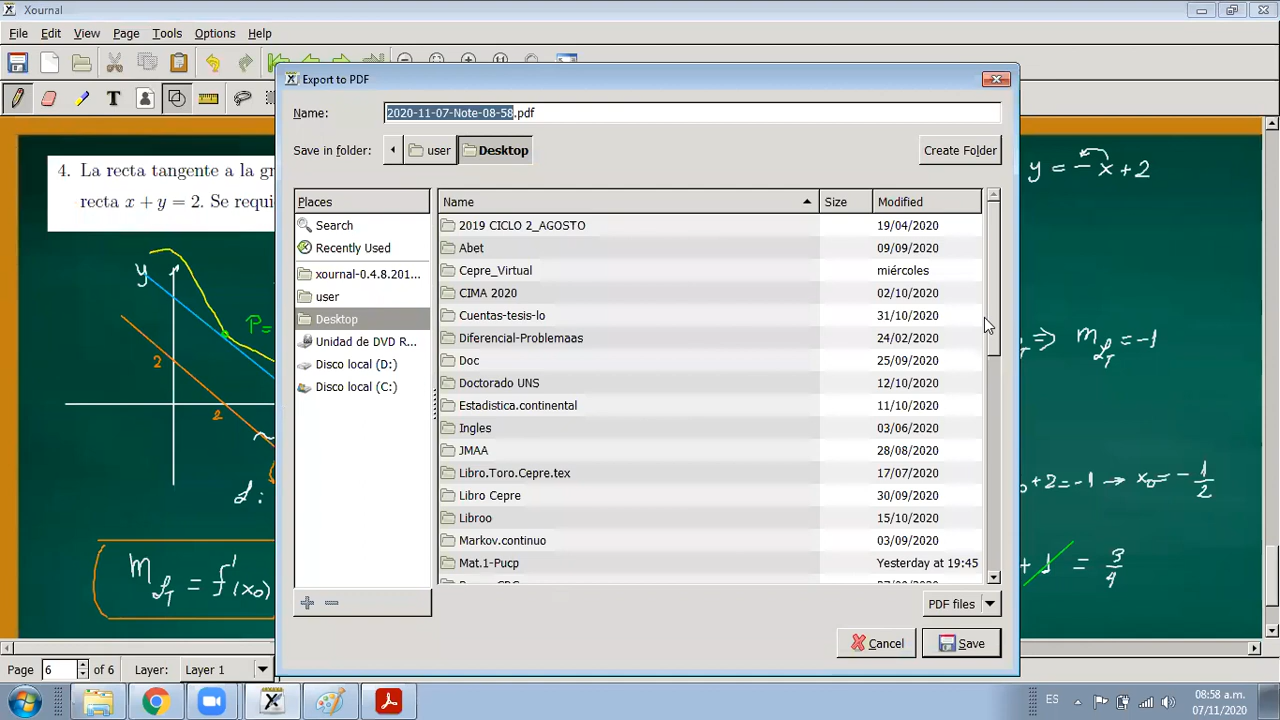 Xournal
File Edit View Page Tools Options Help
Export to PDF
Name: 2020-11-07-Note-08-58.pdf
Save in folder: user Desktop Create Folder
Places
Search
Recently Used
xournal-0.4.8.201...
user
Desktop
Unidad de DVD R...
Disco local (D:)
Disco local (C:)
Name Size Modified
2019 CICLO 2_AGOSTO 19/04/2020
Abet 09/09/2020
Cepre_Virtual miércoles
CIMA 2020 02/10/2020
Cuentas-tesis-lo 31/10/2020
Diferencial-Problemaas 24/02/2020
Doc 25/09/2020
Doctorado UNS 12/10/2020
Estadistica.continental 11/10/2020
Ingles 03/06/2020
JMAA 28/08/2020
Libro.Toro.Cepre.tex 17/07/2020
Libro Cepre 30/09/2020
Libroo 15/10/2020
Markov.continuo 03/09/2020
Mat.1-Pucp Yesterday at 19:45
PDF files
Cancel Save
4. La recta tangente a la gr
recta x + y = 2. Se requi
y
P=
2
2
L:
m_L_T = f'(x₀)
y = -x+2
⇒ m_L_T = -1
+2=-1 → x₀ = -1/2
+ 1 = 3/4
Page 6 of 6 Layer: Layer 1
ES 08:58 a.m.
07/11/2020